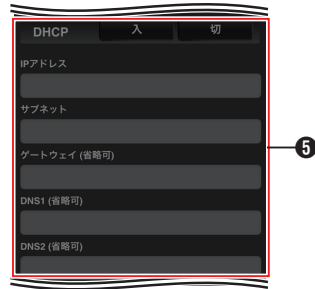 DHCP 入 切
IPアドレス
サブネット
ゲートウェイ (省略可)
DNS1 (省略可)
DNS2 (省略可)
❺